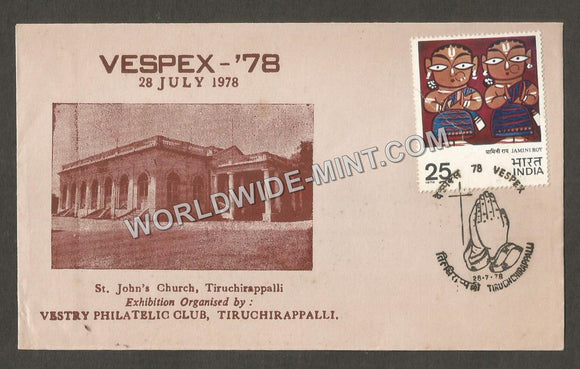 VESPEX - '78
28 JULY 1978
St. John's Church, Tiruchirappalli
Exhibition Organised by :
VESTRY PHILATELIC CLUB, TIRUCHIRAPPALLI.
यामिनी राय JAMINI ROY
25 भारत
INDIA
78 VESPEX
28-7-78
TIRUCHCHIRAPPALLI
WORLDWIDE-MINT.COM